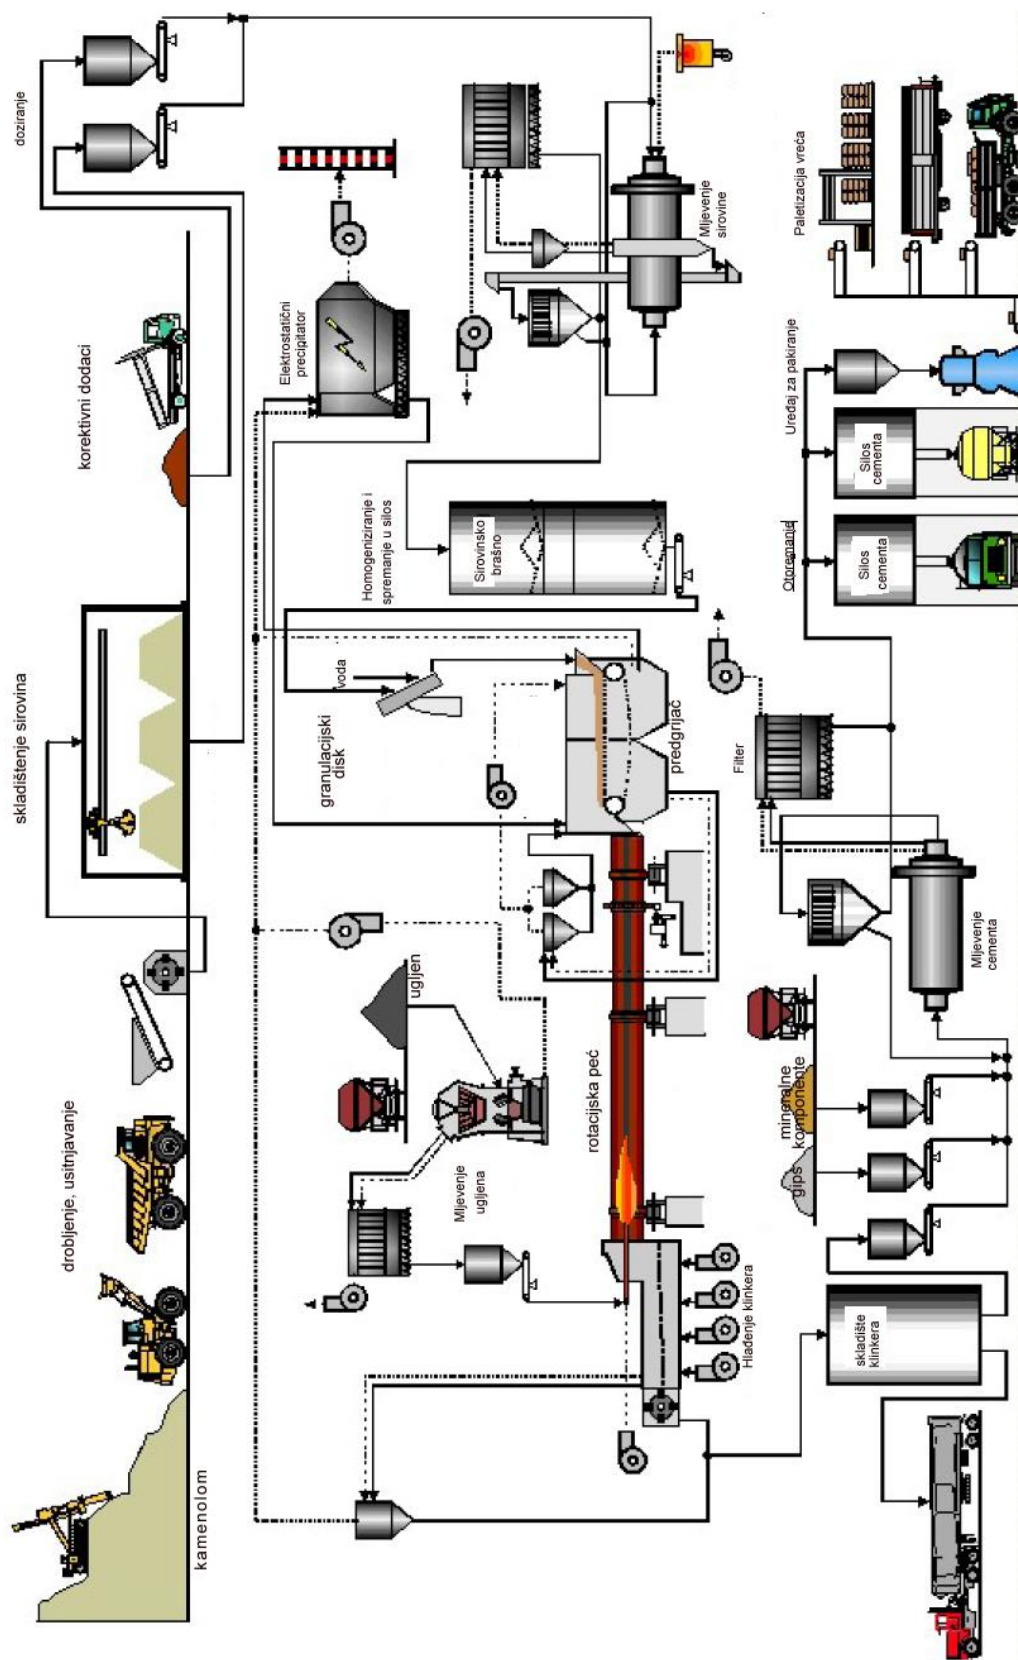 kamenolom
drobljenje, usitnjavanje
skladištenje sirovina
korektivni dodaci
doziranje
Elektrostatični
precipitator
Mljevenje
sirovine
Homogeniziranje i
spremanje u silos
Sirovinsko
brašno
voda
granulacijski
disk
predgrijač
ugljen
Mljevenje
ugljena
rotacijska peć
Hlađenje klinkera
skladište
klinkera
gips
mineralne
komponente
Mljevenje
cementa
Filter
Otpremanje
Silos
cementa
Silos
cementa
Uređaj za pakiranje
Paletizacija vreća